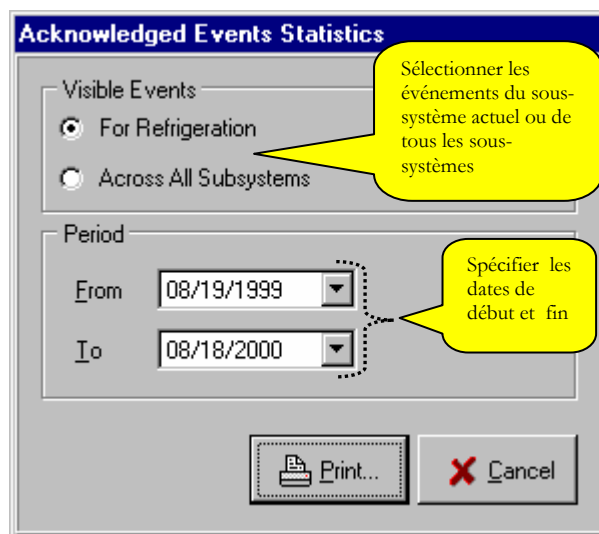 Acknowledged Events Statistics
Visible Events
For Refrigeration
Across All Subsystems
Sélectionner les
événements du sous-
système actuel ou de
tous les sous-
systèmes
Period
From 08/19/1999
To 08/18/2000
Spécifier les
dates de
début et fin
Print...
Cancel